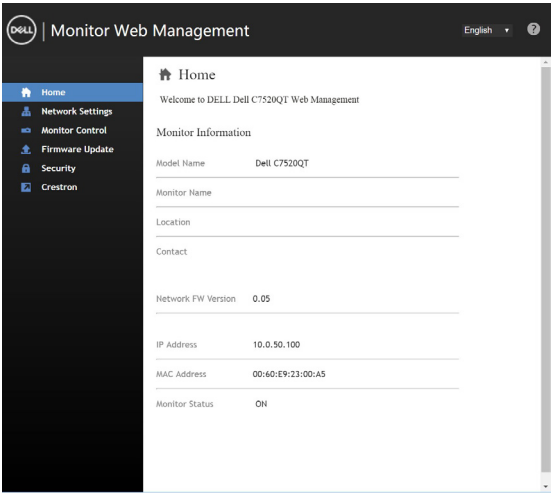 DELL | Monitor Web Management
English
?
Home
Network Settings
Monitor Control
Firmware Update
Security
Crestron
Home
Welcome to DELL Dell C7520QT Web Management
Monitor Information
Model Name Dell C7520QT
Monitor Name
Location
Contact
Network FW Version 0.05
IP Address 10.0.50.100
MAC Address 00:60:E9:23:00:A5
Monitor Status ON